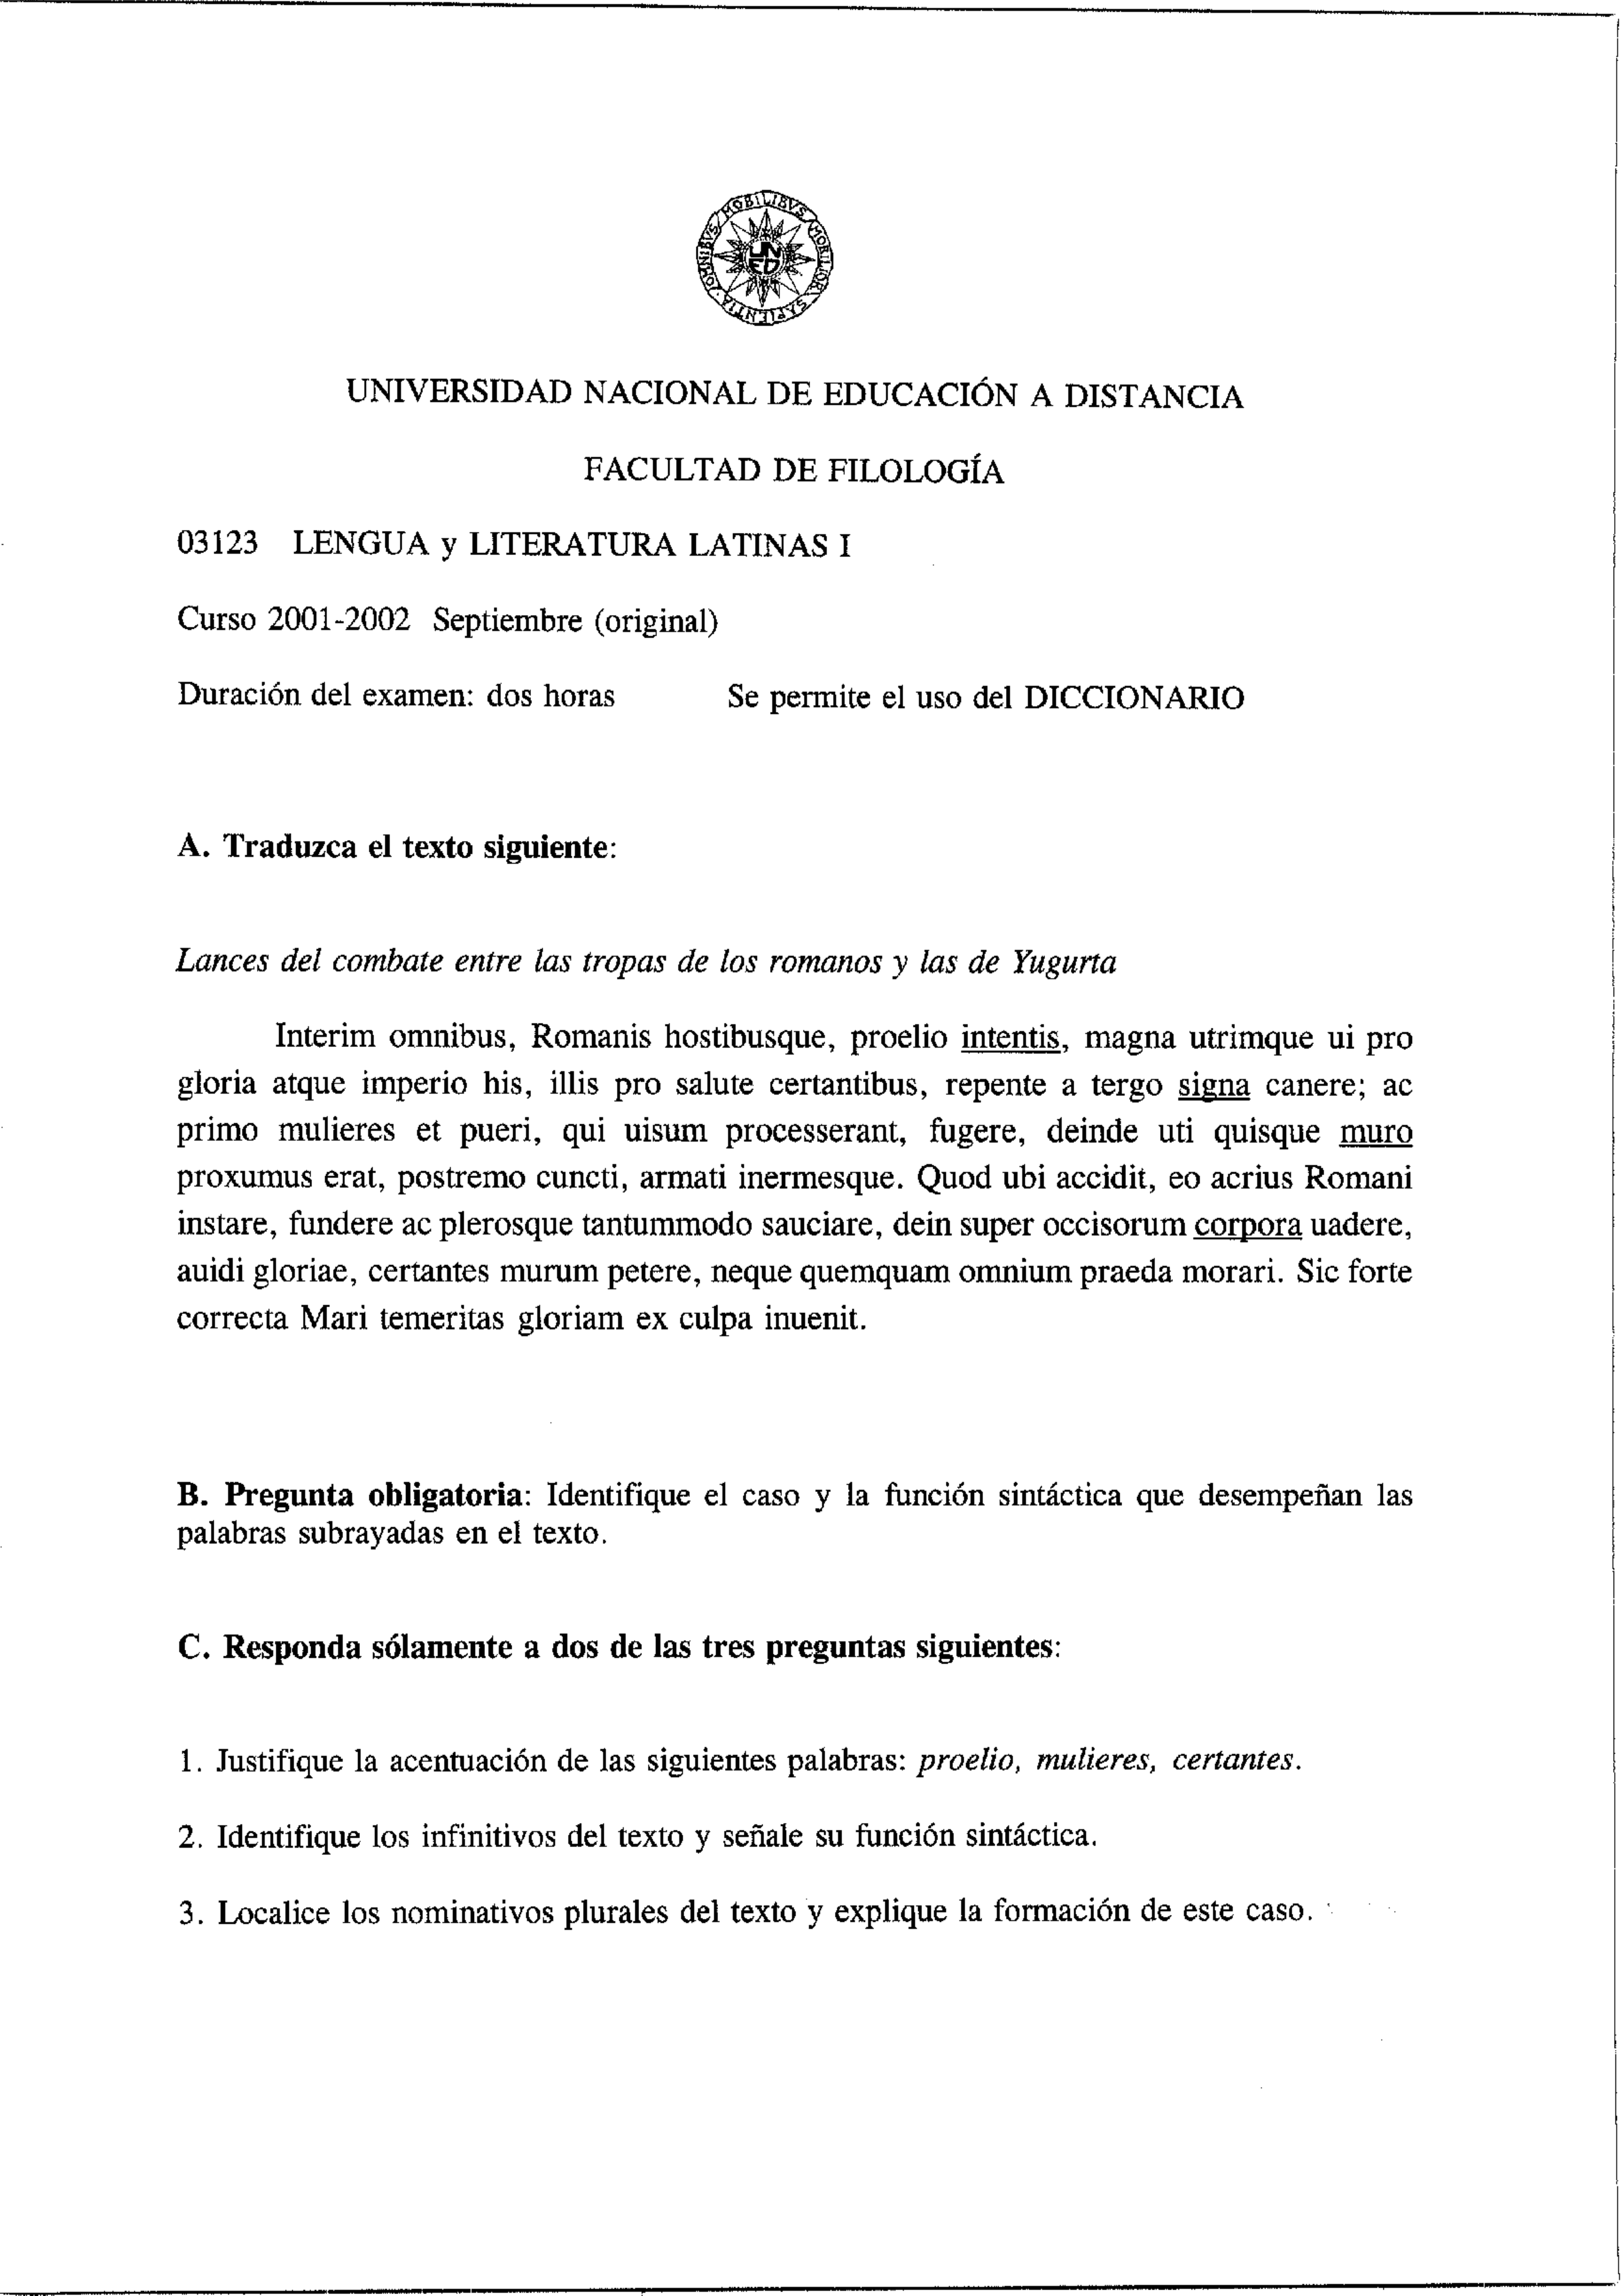 OMNIBVS MOBILIBVS MOBILIOR SAPIENTIA
UN
ED
UNIVERSIDAD NACIONAL DE EDUCACIÓN A DISTANCIA
FACULTAD DE FILOLOGÍA
03123 LENGUA y LITERATURA LATINAS I
Curso 2001-2002 Septiembre (original)
Duración del examen: dos horas Se permite el uso del DICCIONARIO
A. Traduzca el texto siguiente:
Lances del combate entre las tropas de los romanos y las de Yugurta
Interim omnibus, Romanis hostibusque, proelio intentis, magna utrimque ui pro
gloria atque imperio his, illis pro salute certantibus, repente a tergo signa canere; ac
primo mulieres et pueri, qui uisum processerant, fugere, deinde uti quisque muro
proxumus erat, postremo cuncti, armati inermesque. Quod ubi accidit, eo acrius Romani
instare, fundere ac plerosque tantummodo sauciare, dein super occisorum corpora uadere,
auidi gloriae, certantes murum petere, neque quemquam omnium praeda morari. Sic forte
correcta Mari temeritas gloriam ex culpa inuenit.
B. Pregunta obligatoria: Identifique el caso y la función sintáctica que desempeñan las
palabras subrayadas en el texto.
C. Responda sólamente a dos de las tres preguntas siguientes:
1. Justifique la acentuación de las siguientes palabras: proelio, mulieres, certantes.
2. Identifique los infinitivos del texto y señale su función sintáctica.
3. Localice los nominativos plurales del texto y explique la formación de este caso.